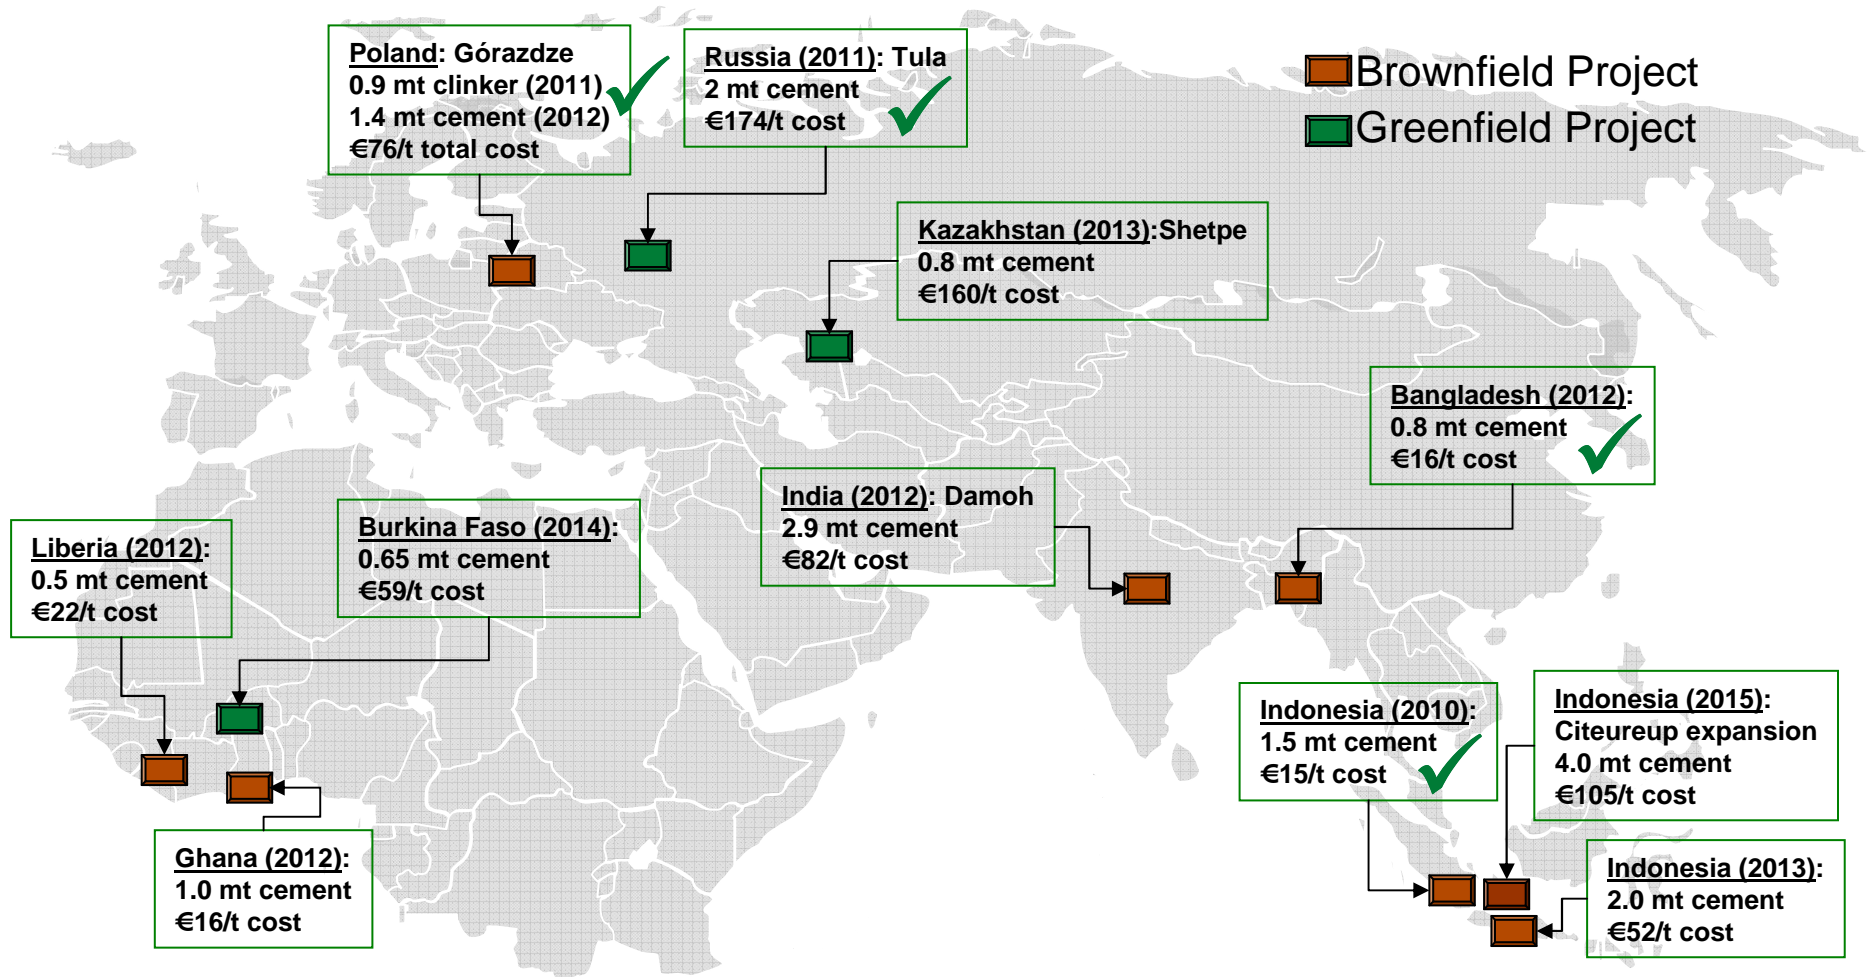 Poland: Górazdze
0.9 mt clinker (2011)
1.4 mt cement (2012)
€76/t total cost
Russia (2011): Tula
2 mt cement
€174/t cost
Brownfield Project
Greenfield Project
Kazakhstan (2013):Shetpe
0.8 mt cement
€160/t cost
Bangladesh (2012):
0.8 mt cement
€16/t cost
India (2012): Damoh
2.9 mt cement
€82/t cost
Burkina Faso (2014):
0.65 mt cement
€59/t cost
Liberia (2012):
0.5 mt cement
€22/t cost
Indonesia (2010):
1.5 mt cement
€15/t cost
Indonesia (2015):
Citeureup expansion
4.0 mt cement
€105/t cost
Ghana (2012):
1.0 mt cement
€16/t cost
Indonesia (2013):
2.0 mt cement
€52/t cost